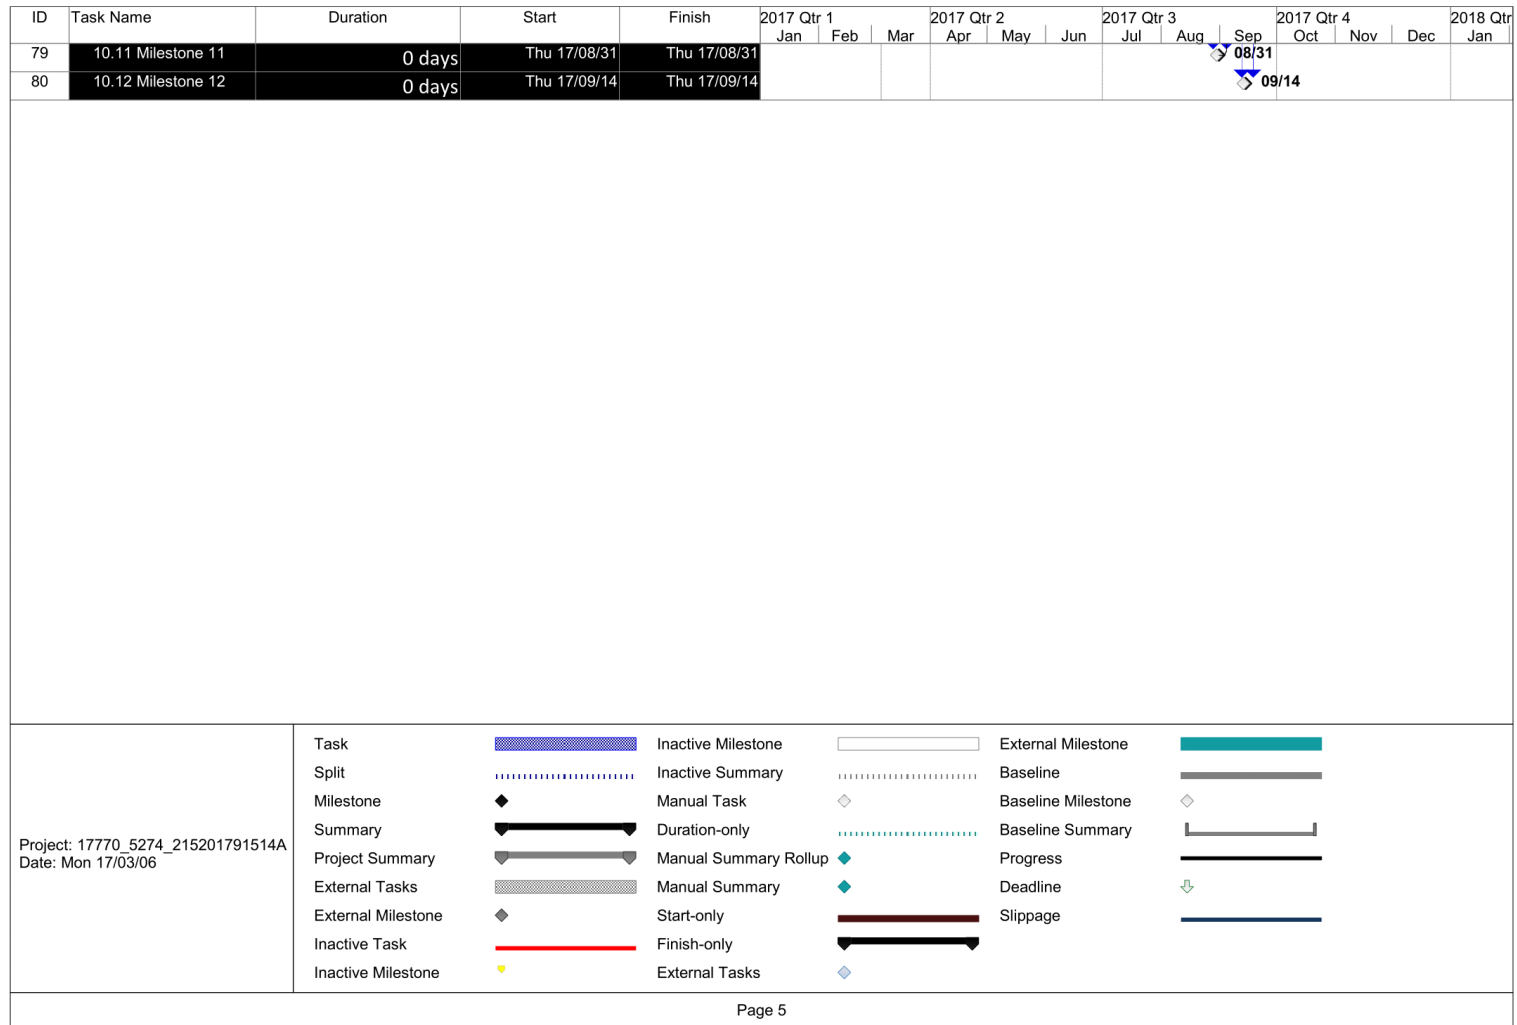 ID Task Name Duration Start Finish 2017 Qtr 1 2017 Qtr 2 2017 Qtr 3 2017 Qtr 4 2018 Qtr
Jan Feb Mar Apr May Jun Jul Aug Sep Oct Nov Dec Jan
79 10.11 Milestone 11 0 days Thu 17/08/31 Thu 17/08/31 08/31
80 10.12 Milestone 12 0 days Thu 17/09/14 Thu 17/09/14 09/14
Project: 17770_5274_215201791514A
Date: Mon 17/03/06
Task
Split
Milestone
Summary
Project Summary
External Tasks
External Milestone
Inactive Task
Inactive Milestone
Inactive Milestone
Inactive Summary
Manual Task
Duration-only
Manual Summary Rollup
Manual Summary
Start-only
Finish-only
External Tasks
External Milestone
Baseline
Baseline Milestone
Baseline Summary
Progress
Deadline
Slippage
Page 5